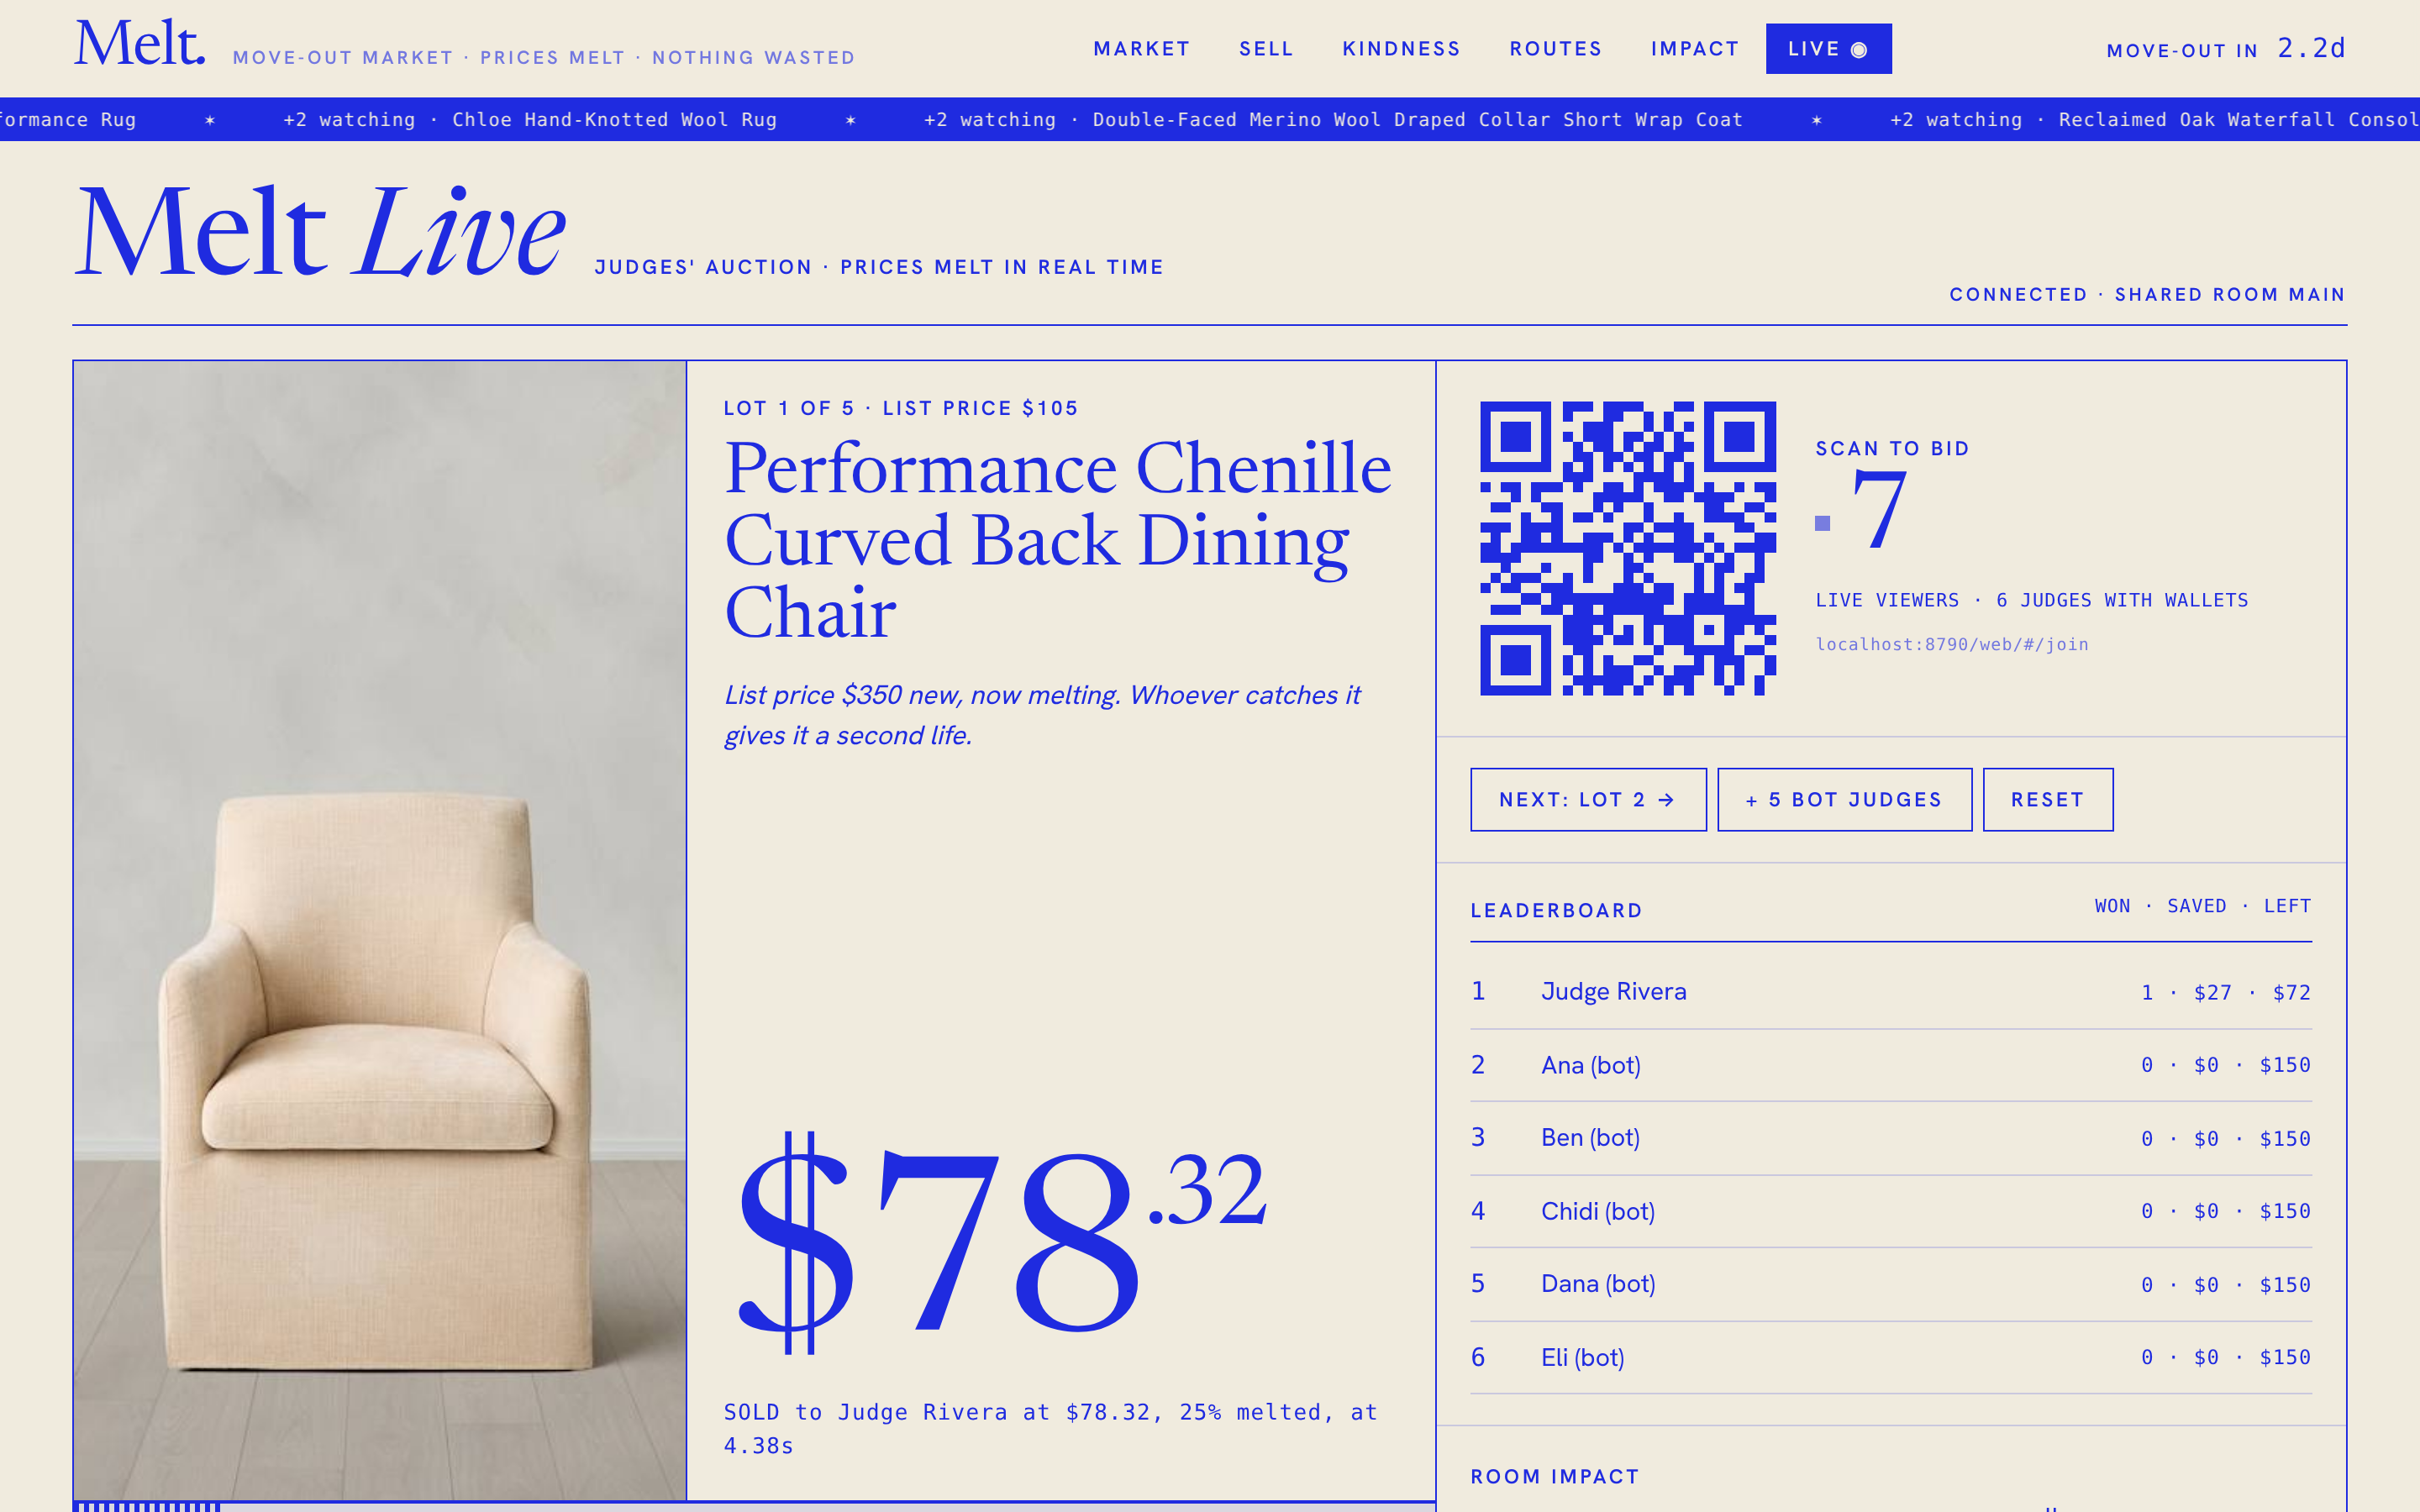 Melt. MOVE-OUT MARKET · PRICES MELT · NOTHING WASTED
MARKET SELL KINDNESS ROUTES IMPACT LIVE ◉
MOVE-OUT IN 2.2d
formance Rug ✶ +2 watching · Chloe Hand-Knotted Wool Rug ✶ +2 watching · Double-Faced Merino Wool Draped Collar Short Wrap Coat ✶ +2 watching · Reclaimed Oak Waterfall Consol
Melt Live JUDGES' AUCTION · PRICES MELT IN REAL TIME
CONNECTED · SHARED ROOM MAIN
LOT 1 OF 5 · LIST PRICE $105
Performance Chenille
Curved Back Dining
Chair
List price $350 new, now melting. Whoever catches it
gives it a second life.
$78.32
SOLD to Judge Rivera at $78.32, 25% melted, at
4.38s
SCAN TO BID
7
LIVE VIEWERS · 6 JUDGES WITH WALLETS
localhost:8790/web/#/join
NEXT: LOT 2 → + 5 BOT JUDGES RESET
LEADERBOARD WON · SAVED · LEFT
1 Judge Rivera 1 · $27 · $72
2 Ana (bot) 0 · $0 · $150
3 Ben (bot) 0 · $0 · $150
4 Chidi (bot) 0 · $0 · $150
5 Dana (bot) 0 · $0 · $150
6 Eli (bot) 0 · $0 · $150
ROOM IMPACT